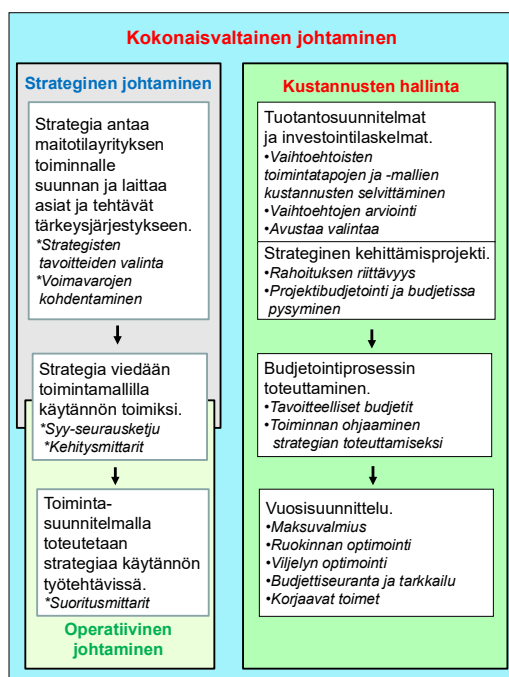 Kokonaisvaltainen johtaminen
Strateginen johtaminen
Strategia antaa
maitotilayrityksen
toiminnalle
suunnan ja laittaa
asiat ja tehtävät
tärkeysjärjestykseen.
*Strategisten
tavoitteiden valinta
*Voimavarojen
kohdentaminen
Strategia viedään
toimintamallilla
käytännön toimiksi.
*Syy-seurausketju
*Kehitysmittarit
Toiminta-
suunnitelmalla
toteutetaan
strategiaa käytännön
työtehtävissä.
*Suoritusmittarit
Operatiivinen
johtaminen
Kustannusten hallinta
Tuotantosuunnitelmat
ja investointilaskelmat.
•Vaihtoehtoisten
toimintatapojen ja -mallien
kustannusten selvittäminen
•Vaihtoehtojen arviointi
•Avustaa valintaa
Strateginen kehittämisprojekti.
•Rahoituksen riittävyys
•Projektibudjetointi ja budjetissa
pysyminen
Budjetointiprosessin
toteuttaminen.
•Tavoitteelliset budjetit
•Toiminnan ohjaaminen
strategian toteuttamiseksi
Vuosisuunnittelu.
•Maksuvalmius
•Ruokinnan optimointi
•Viljelyn optimointi
•Budjettiseuranta ja tarkkailu
•Korjaavat toimet